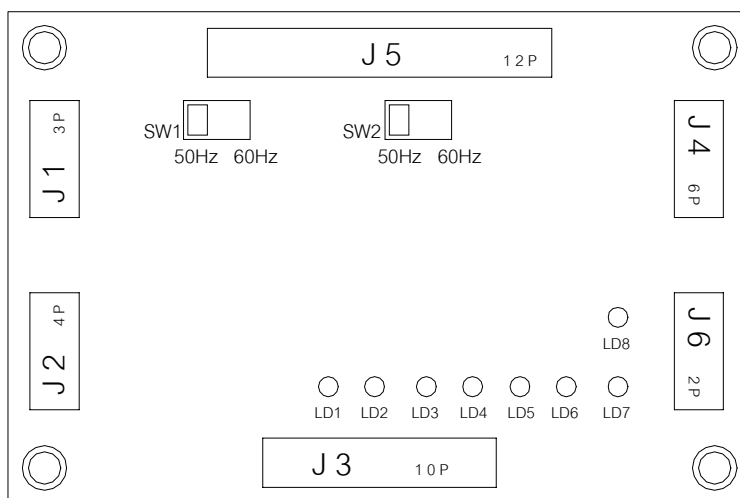 J5 12P
J1 3P
SW1
50Hz 60Hz
SW2
50Hz 60Hz
J4 6P
J2 4P
LD8
J6 2P
LD1 LD2 LD3 LD4 LD5 LD6 LD7
J3 10P